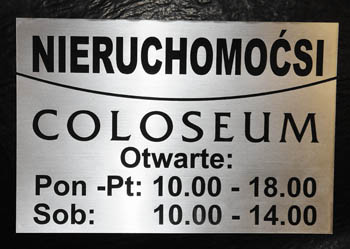 NIERUCHOMOĆSI
COLOSEUM
Otwarte:
Pon -Pt: 10.00 - 18.00
Sob: 10.00 - 14.00